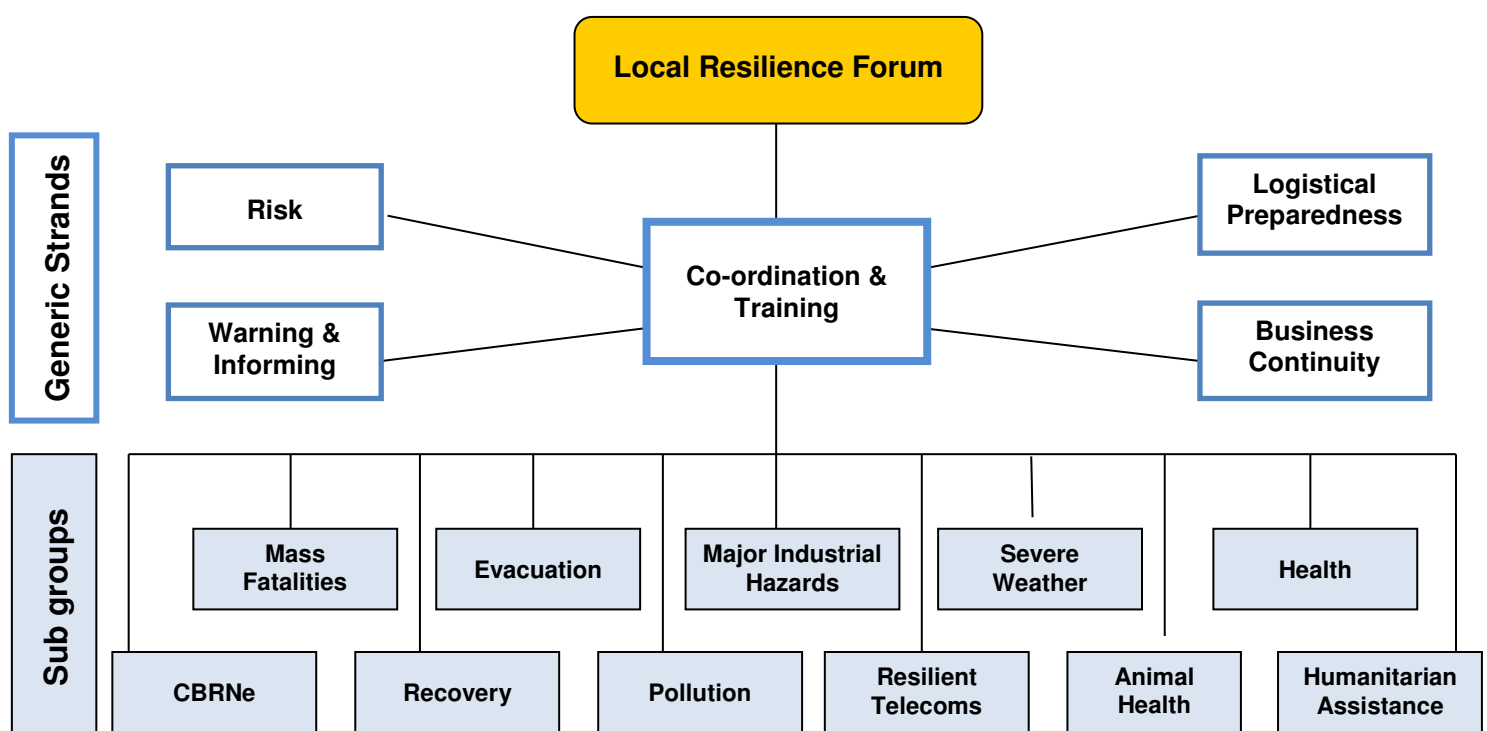 Local Resilience Forum
Generic Strands
Risk
Logistical
Preparedness
Co-ordination &
Training
Warning &
Informing
Business
Continuity
Sub groups
Mass
Fatalities
Evacuation
Major Industrial
Hazards
Severe
Weather
Health
CBRNe
Recovery
Pollution
Resilient
Telecoms
Animal
Health
Humanitarian
Assistance